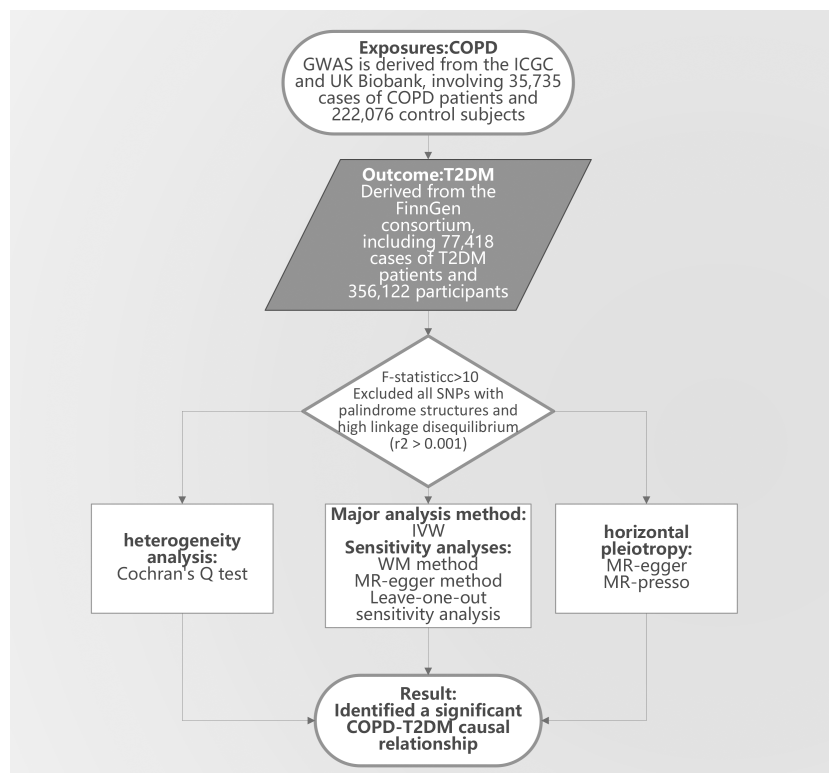 Exposures:COPD
GWAS is derived from the ICGC
and UK Biobank, involving 35,735
cases of COPD patients and
222,076 control subjects
Outcome:T2DM
Derived from the
FinnGen
consortium,
including 77,418
cases of T2DM
patients and
356,122 participants
F-statisticc>10
Excluded all SNPs with
palindrome structures and
high linkage disequilibrium
(r2 > 0.001)
heterogeneity
analysis:
Cochran's Q test
Major analysis method:
IVW
Sensitivity analyses:
WM method
MR-egger method
Leave-one-out
sensitivity analysis
horizontal
pleiotropy:
MR-egger
MR-presso
Result:
Identified a significant
COPD-T2DM causal
relationship